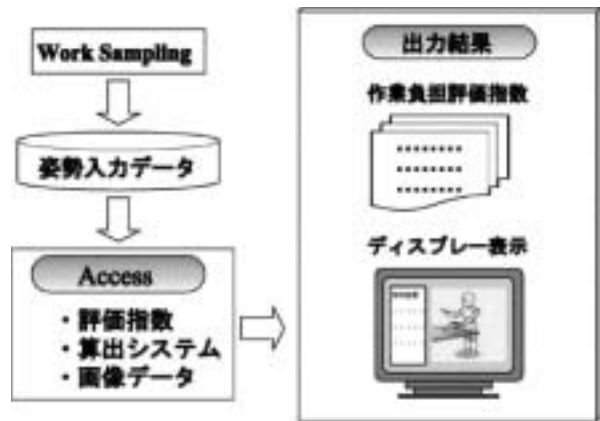 Work Sampling
姿勢入力データ
Access
・評価指数
・算出システム
・画像データ
出力結果
作業負担評価指数
ディスプレー表示